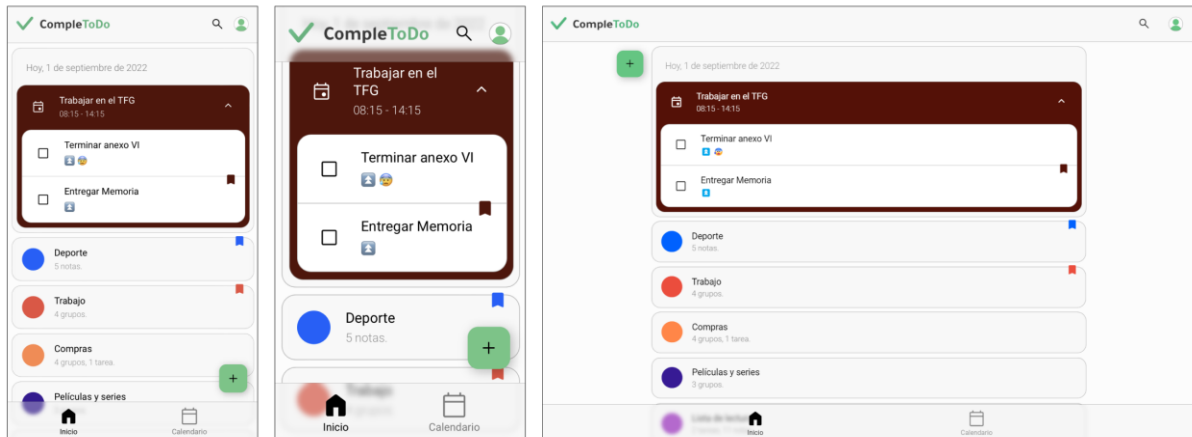 CompleToDo
Hoy, 1 de septiembre de 2022
Trabajar en el TFG
08:15 - 14:15
Terminar anexo VI
Entregar Memoria
Deporte
5 notas.
Trabajo
4 grupos.
Compras
4 grupos, 1 tarea.
Películas y series
Inicio
Calendario
CompleToDo
Trabajar en el
TFG
08:15 - 14:15
Terminar anexo VI
Entregar Memoria
Deporte
5 notas.
Trabajo
Inicio
Calendario
CompleToDo
Hoy, 1 de septiembre de 2022
Trabajar en el TFG
08:15 - 14:15
Terminar anexo VI
Entregar Memoria
Deporte
5 notas.
Trabajo
4 grupos.
Compras
4 grupos, 1 tarea.
Películas y series
3 grupos.
Inicio
Calendario